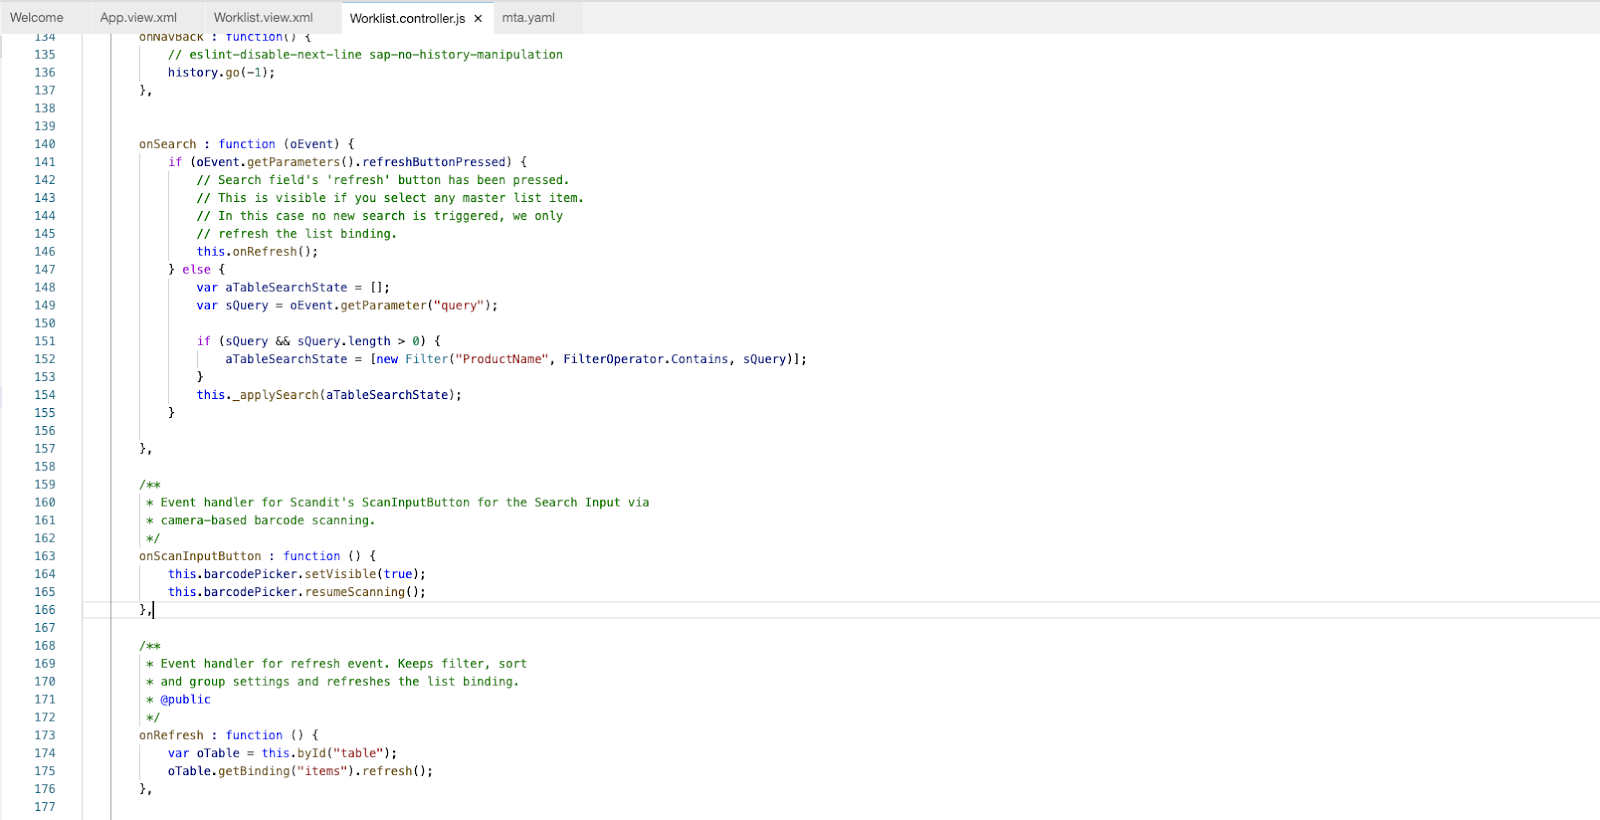 Welcome App.view.xml Worklist.view.xml Worklist.controller.js × mta.yaml
134 onNavBack : function() {
135 // eslint-disable-next-line sap-no-history-manipulation
136 history.go(-1);
137 },
138
139
140 onSearch : function (oEvent) {
141 if (oEvent.getParameters().refreshButtonPressed) {
142 // Search field's 'refresh' button has been pressed.
143 // This is visible if you select any master list item.
144 // In this case no new search is triggered, we only
145 // refresh the list binding.
146 this.onRefresh();
147 } else {
148 var aTableSearchState = [];
149 var sQuery = oEvent.getParameter("query");
150
151 if (sQuery && sQuery.length > 0) {
152 aTableSearchState = [new Filter("ProductName", FilterOperator.Contains, sQuery)];
153 }
154 this._applySearch(aTableSearchState);
155 }
156
157 },
158
159 /**
160 * Event handler for Scandit's ScanInputButton for the Search Input via
161 * camera-based barcode scanning.
162 */
163 onScanInputButton : function () {
164 this.barcodePicker.setVisible(true);
165 this.barcodePicker.resumeScanning();
166 },
167
168 /**
169 * Event handler for refresh event. Keeps filter, sort
170 * and group settings and refreshes the list binding.
171 * @public
172 */
173 onRefresh : function () {
174 var oTable = this.byId("table");
175 oTable.getBinding("items").refresh();
176 },
177